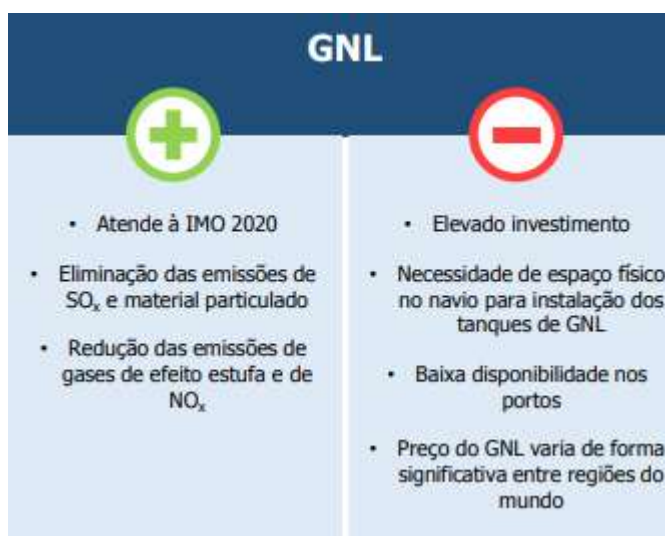 GNL
• Atende à IMO 2020
• Eliminação das emissões de
SOx e material particulado
• Redução das emissões de
gases de efeito estufa e de
NOx
• Elevado investimento
• Necessidade de espaço físico
no navio para instalação dos
tanques de GNL
• Baixa disponibilidade nos
portos
• Preço do GNL varia de forma
significativa entre regiões do
mundo